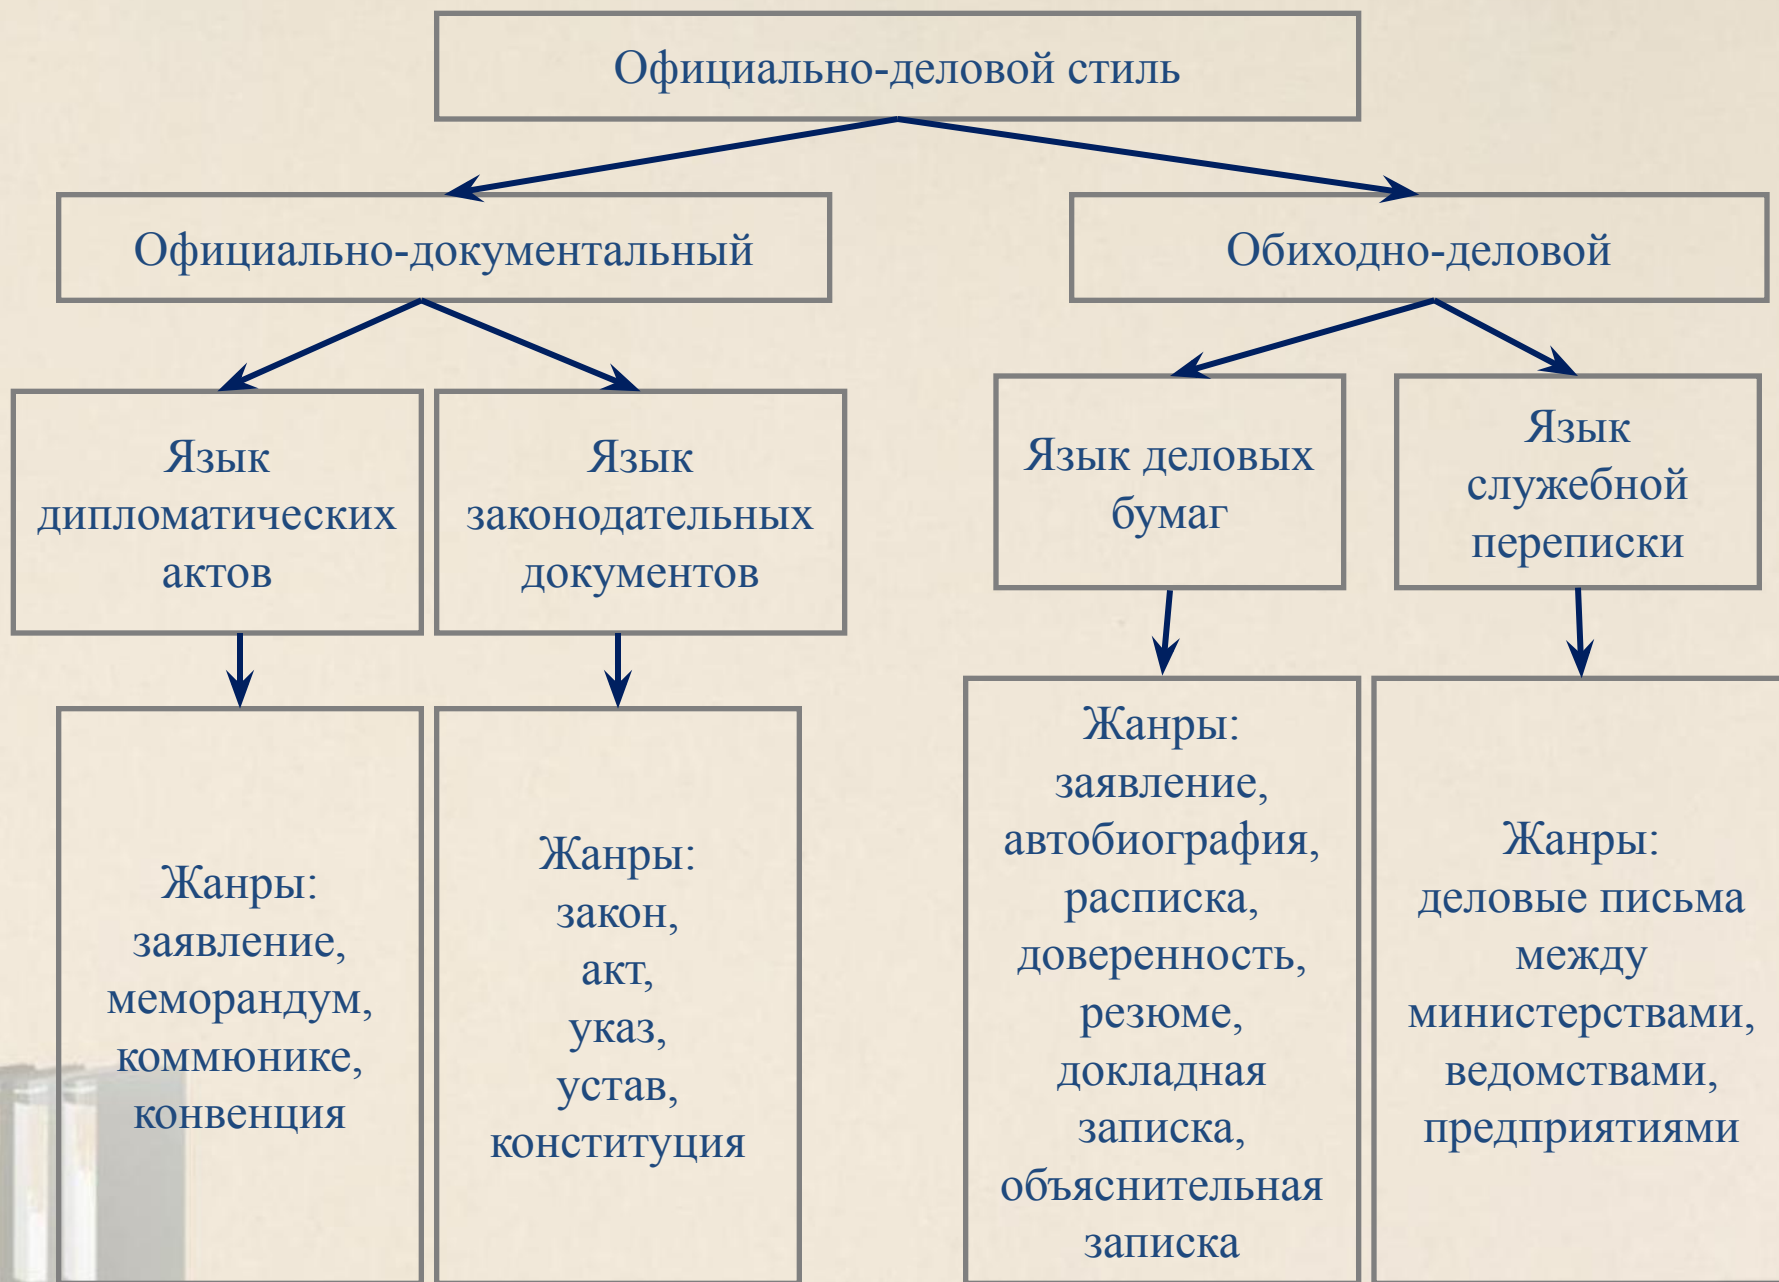 Официально-деловой стиль
Официально-документальный
Обиходно-деловой
Язык
дипломатических
актов
Язык
законодательных
документов
Язык деловых
бумаг
Язык
служебной
переписки
Жанры:
заявление,
меморандум,
коммюнике,
конвенция
Жанры:
закон,
акт,
указ,
устав,
конституция
Жанры:
заявление,
автобиография,
расписка,
доверенность,
резюме,
докладная
записка,
объяснительная
записка
Жанры:
деловые письма
между
министерствами,
ведомствами,
предприятиями